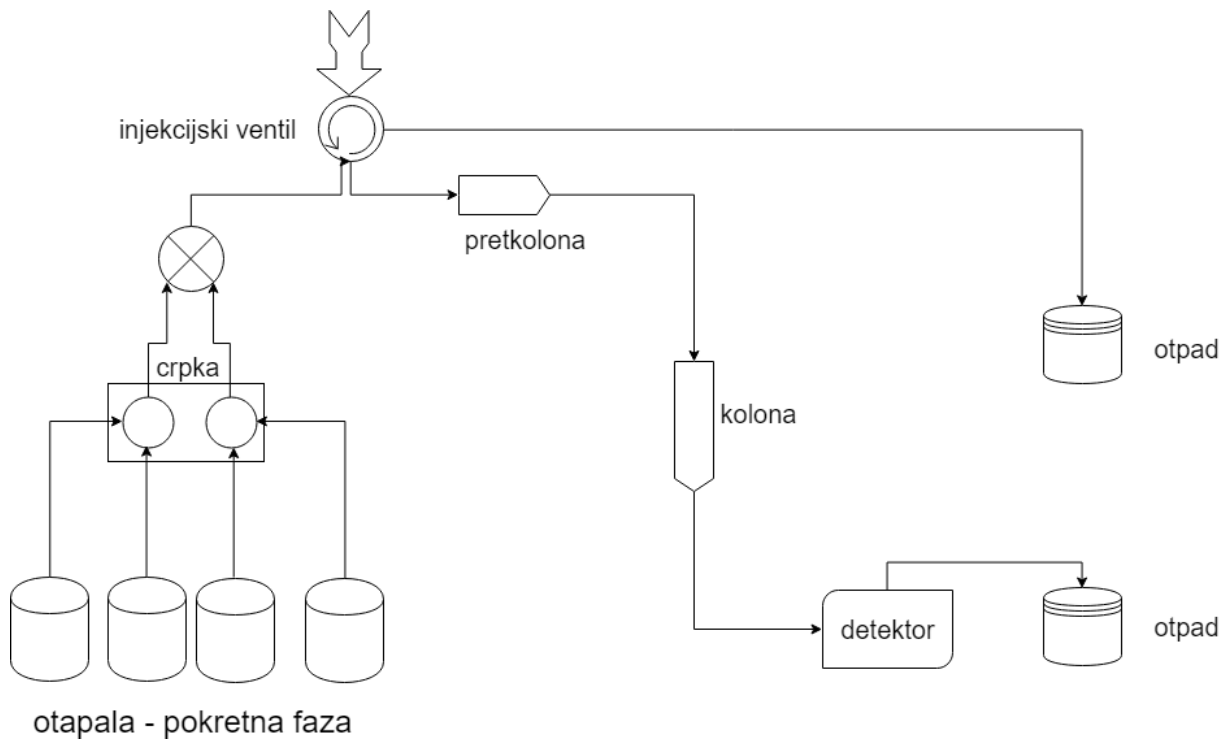 injekcijski ventil
pretkolona
crpka
otpad
kolona
detektor
otpad
otapala - pokretna faza